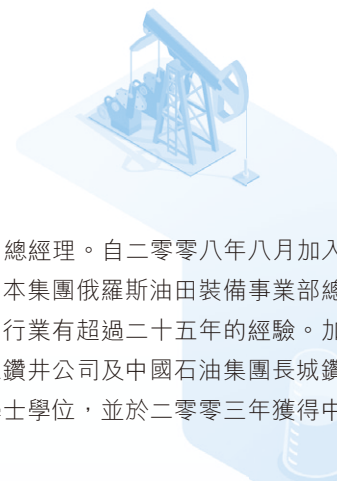 總經理。自二零零八年八月加入
本集團俄羅斯油田裝備事業部總
行業有超過二十五年的經驗。加
鑽井公司及中國石油集團長城鑽
士學位，並於二零零三年獲得中